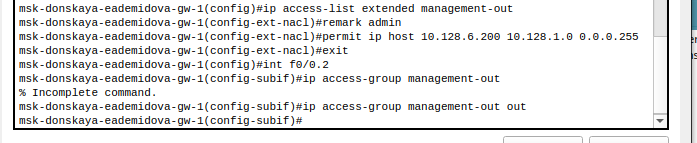 msk-donskaya-eademidova-gw-1(config)#ip access-list extended management-out
msk-donskaya-eademidova-gw-1(config-ext-nacl)#remark admin
msk-donskaya-eademidova-gw-1(config-ext-nacl)#permit ip host 10.128.6.200 10.128.1.0 0.0.0.255
msk-donskaya-eademidova-gw-1(config-ext-nacl)#exit
msk-donskaya-eademidova-gw-1(config)#int f0/0.2
msk-donskaya-eademidova-gw-1(config-subif)#ip access-group management-out
% Incomplete command.
msk-donskaya-eademidova-gw-1(config-subif)#ip access-group management-out out
msk-donskaya-eademidova-gw-1(config-subif)#